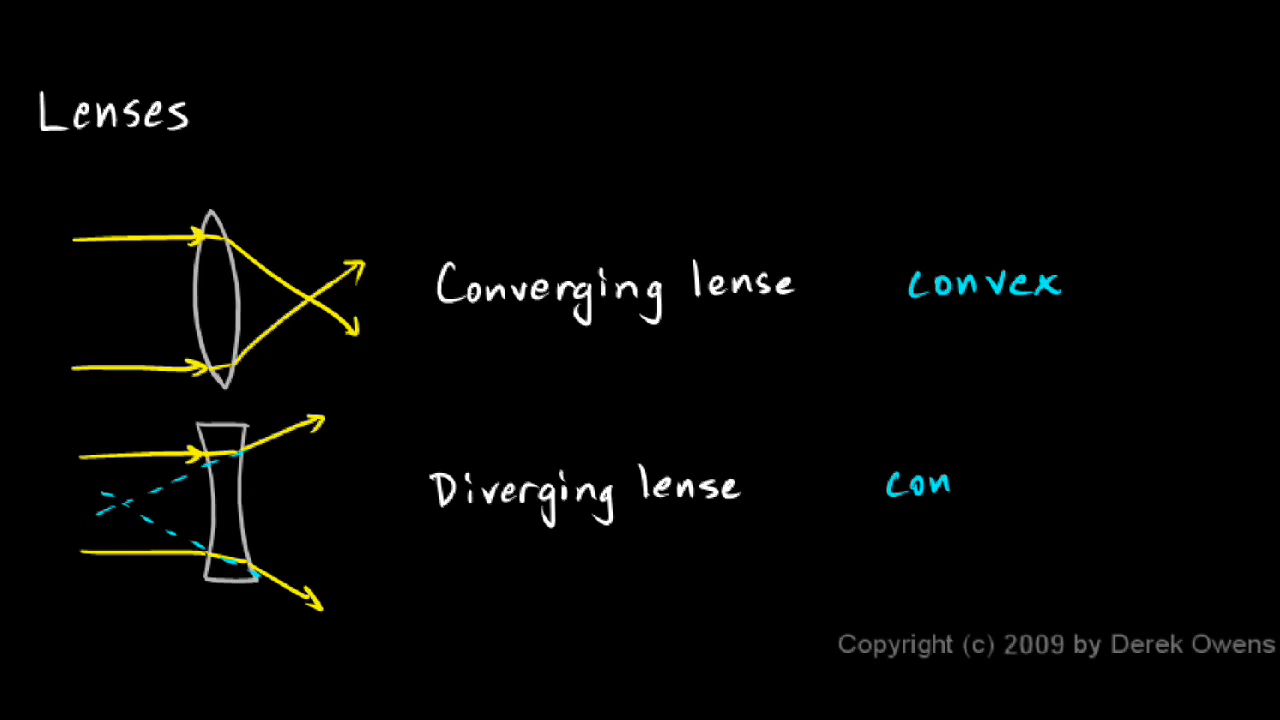 Lenses
Converging lense convex
Diverging lense con
Copyright (c) 2009 by Derek Owens